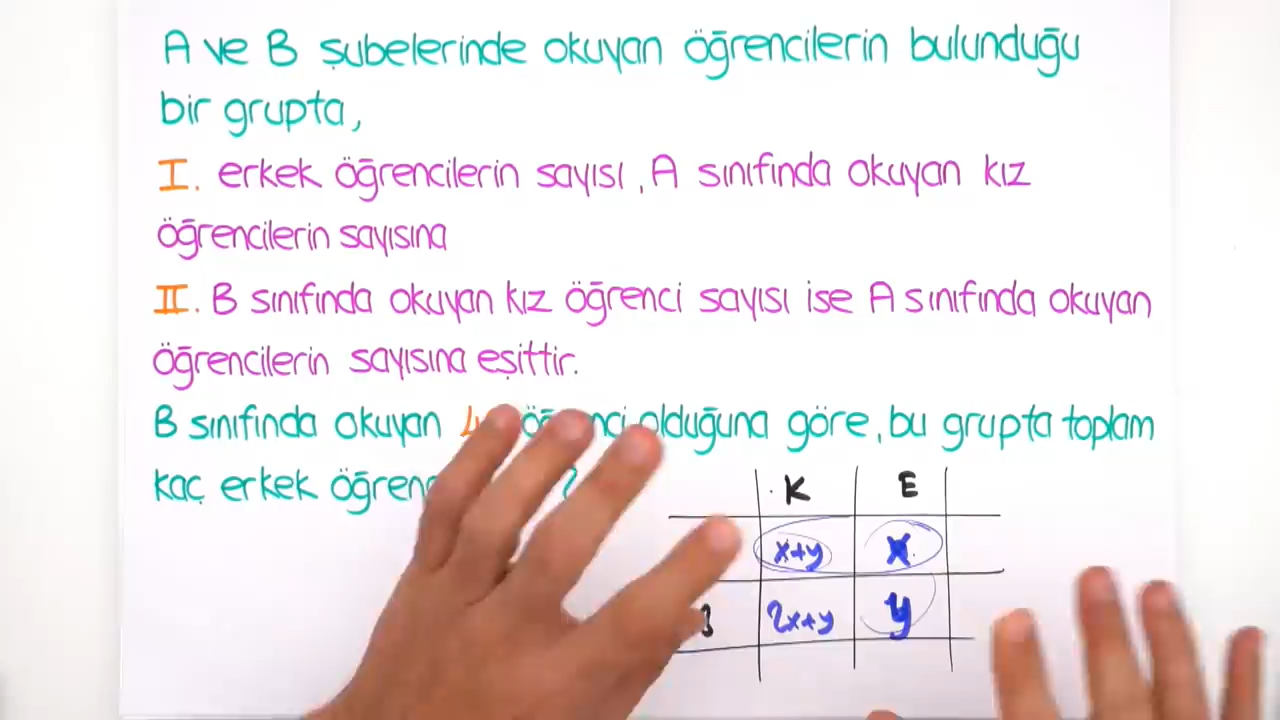 A ve B şubelerinde okuyan öğrencilerin bulunduğu
bir grupta,
I. erkek öğrencilerin sayısı, A sınıfında okuyan kız
öğrencilerin sayısına
II. B sınıfında okuyan kız öğrenci sayısı ise A sınıfında okuyan
öğrencilerin sayısına eşittir.
B sınıfında okuyan olduğuna göre, bu grupta toplam
kaç erkek
K E
x+y x
2x+y y